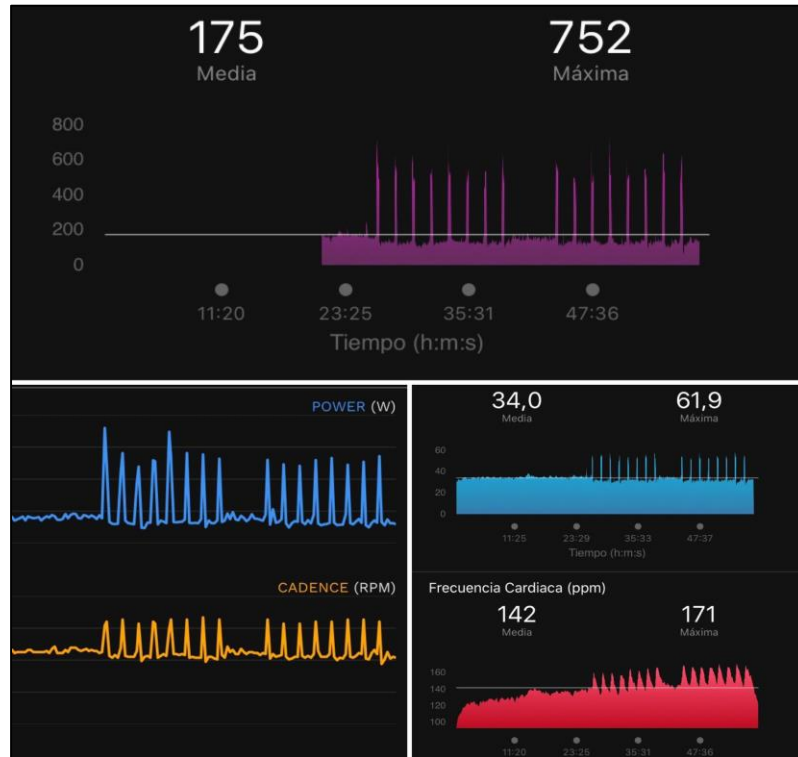 175 752
Media Máxima
800
600
400
200
0
11:20 23:25 35:31 47:36
Tiempo (h:m:s)
POWER (W)
CADENCE (RPM)
34,0 61,9
Media Máxima
60
40
20
0
11:25 23:29 35:33 47:37
Tiempo (h:m:s)
Frecuencia Cardiaca (ppm)
142 171
Media Máxima
160
140
120
100
11:20 23:25 35:31 47:36